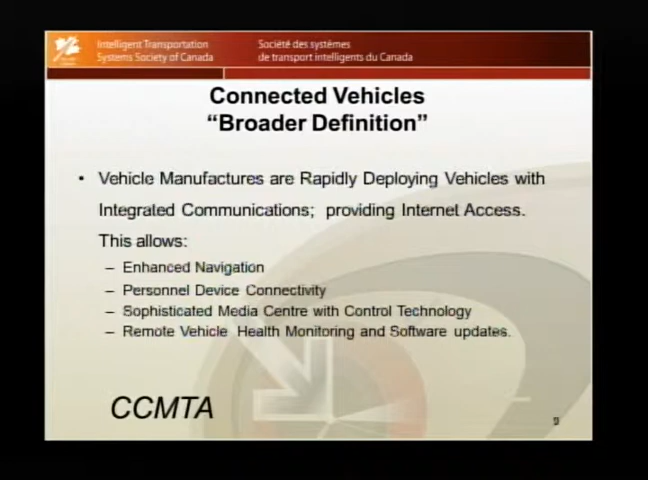 Intelligent Transportation
Systems Society of Canada
Société des systèmes
de transport intelligents du Canada
Connected Vehicles
“Broader Definition”
• Vehicle Manufactures are Rapidly Deploying Vehicles with
Integrated Communications; providing Internet Access.
This allows:
– Enhanced Navigation
– Personnel Device Connectivity
– Sophisticated Media Centre with Control Technology
– Remote Vehicle Health Monitoring and Software updates.
CCMTA
9